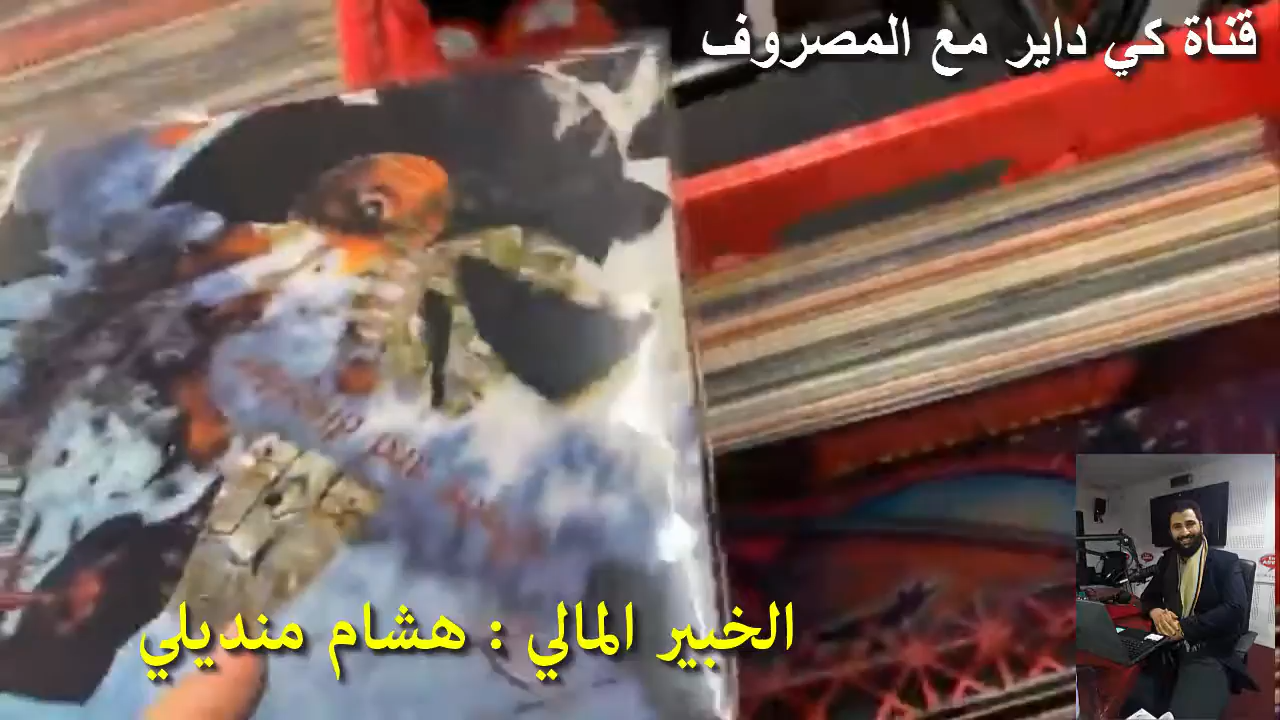 قناة كي داير مع المصروف
الخبير المالي : هشام منديلي